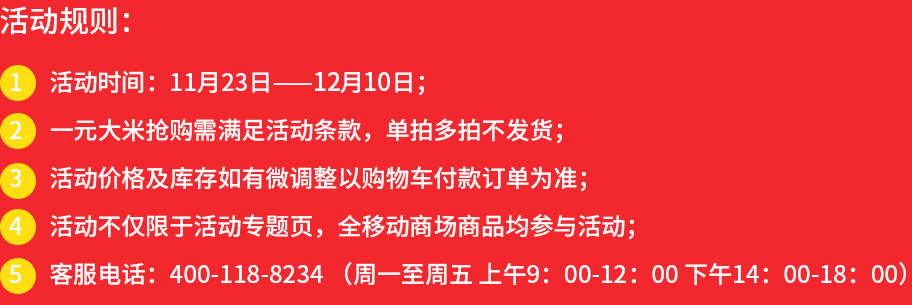 活动规则：
1 活动时间：11月23日——12月10日；
2 一元大米抢购需满足活动条款，单拍多拍不发货；
3 活动价格及库存如有微调整以购物车付款订单为准；
4 活动不仅限于活动专题页，全移动商场商品均参与活动；
5 客服电话：400-118-8234 （周一至周五 上午9：00-12：00 下午14：00-18：00）